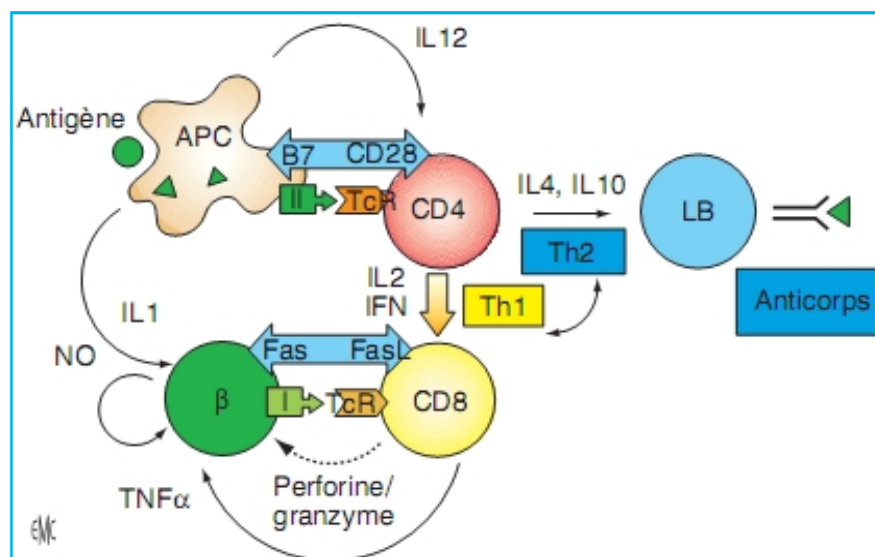 IL12
Antigène
APC
B7 CD28
II TcR
CD4
IL4, IL10
LB
Th2
IL2
IFN
Th1
Anticorps
IL1
NO
Fas FasL
β
I TcR
CD8
TNFα
Perforine/
granzyme
EMC